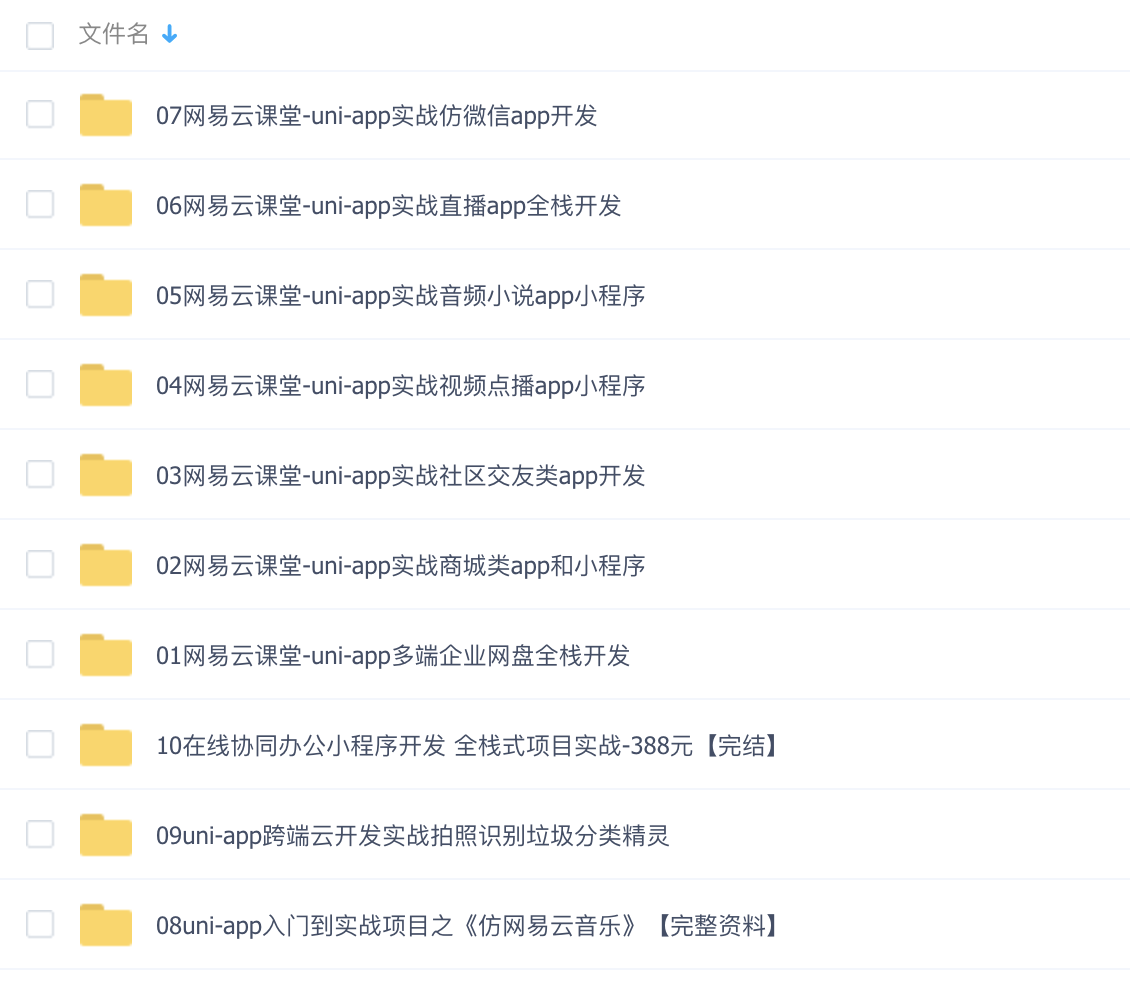 文件名
07网易云课堂-uni-app实战仿微信app开发
06网易云课堂-uni-app实战直播app全栈开发
05网易云课堂-uni-app实战音频小说app小程序
04网易云课堂-uni-app实战视频点播app小程序
03网易云课堂-uni-app实战社区交友类app开发
02网易云课堂-uni-app实战商城类app和小程序
01网易云课堂-uni-app多端企业网盘全栈开发
10在线协同办公小程序开发 全栈式项目实战-388元【完结】
09uni-app跨端云开发实战拍照识别垃圾分类精灵
08uni-app入门到实战项目之《仿网易云音乐》【完整资料】